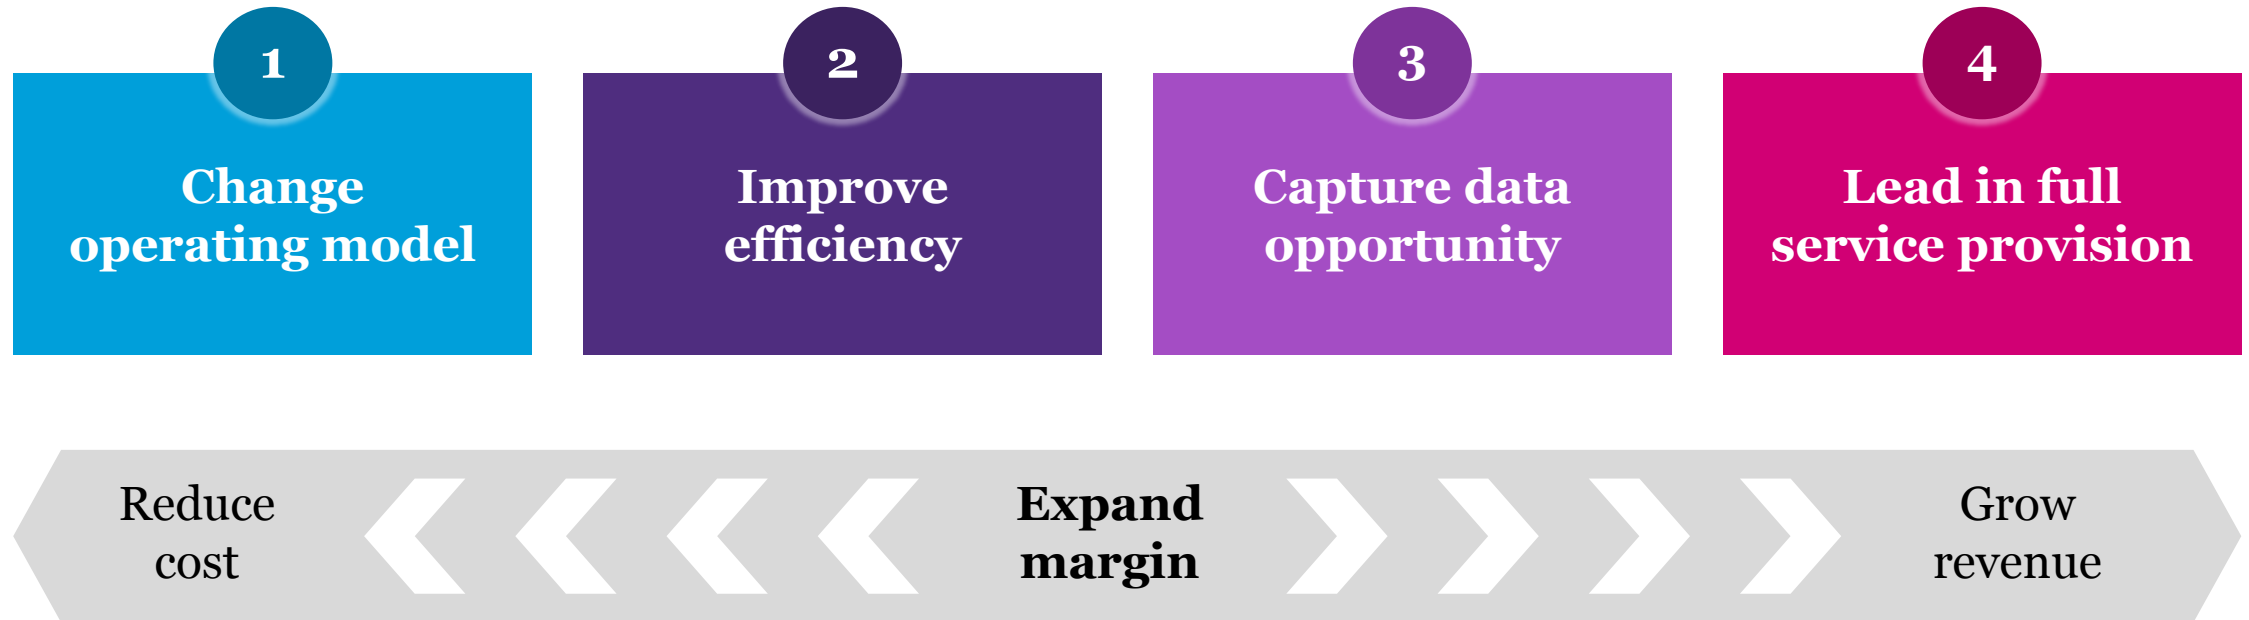 1
Change
operating model
2
Improve
efficiency
3
Capture data
opportunity
4
Lead in full
service provision
Reduce
cost
Expand
margin
Grow
revenue